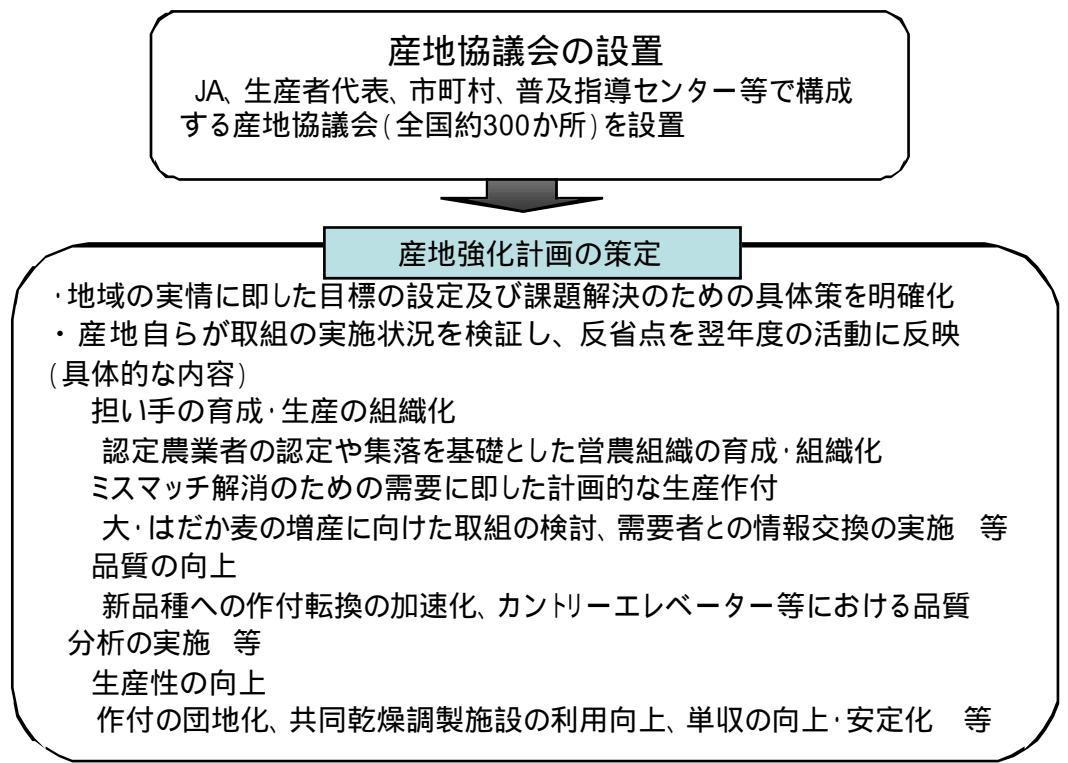 産地協議会の設置
JA、生産者代表、市町村、普及指導センター等で構成
する産地協議会(全国約300か所)を設置
産地強化計画の策定
・地域の実情に即した目標の設定及び課題解決のための具体策を明確化
・産地自らが取組の実施状況を検証し、反省点を翌年度の活動に反映
(具体的な内容)
担い手の育成・生産の組織化
認定農業者の認定や集落を基礎とした営農組織の育成・組織化
ミスマッチ解消のための需要に即した計画的な生産作付
大・はだか麦の増産に向けた取組の検討、需要者との情報交換の実施 等
品質の向上
新品種への作付転換の加速化、カントリーエレベーター等における品質
分析の実施 等
生産性の向上
作付の団地化、共同乾燥調製施設の利用向上、単収の向上・安定化 等